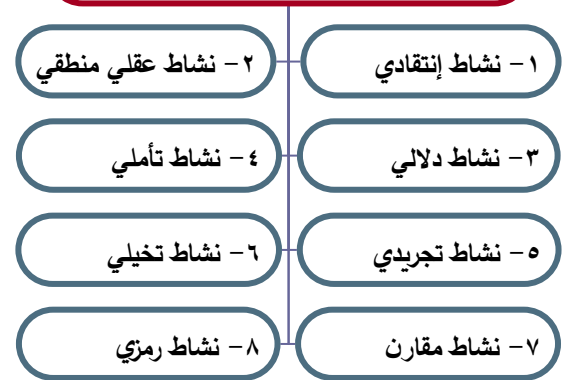 ١- نشاط إنتقادي
٢- نشاط عقلي منطقي
٣- نشاط دلالي
٤- نشاط تأملي
٥- نشاط تجريدي
٦- نشاط تخيلي
٧- نشاط مقارن
٨- نشاط رمزي